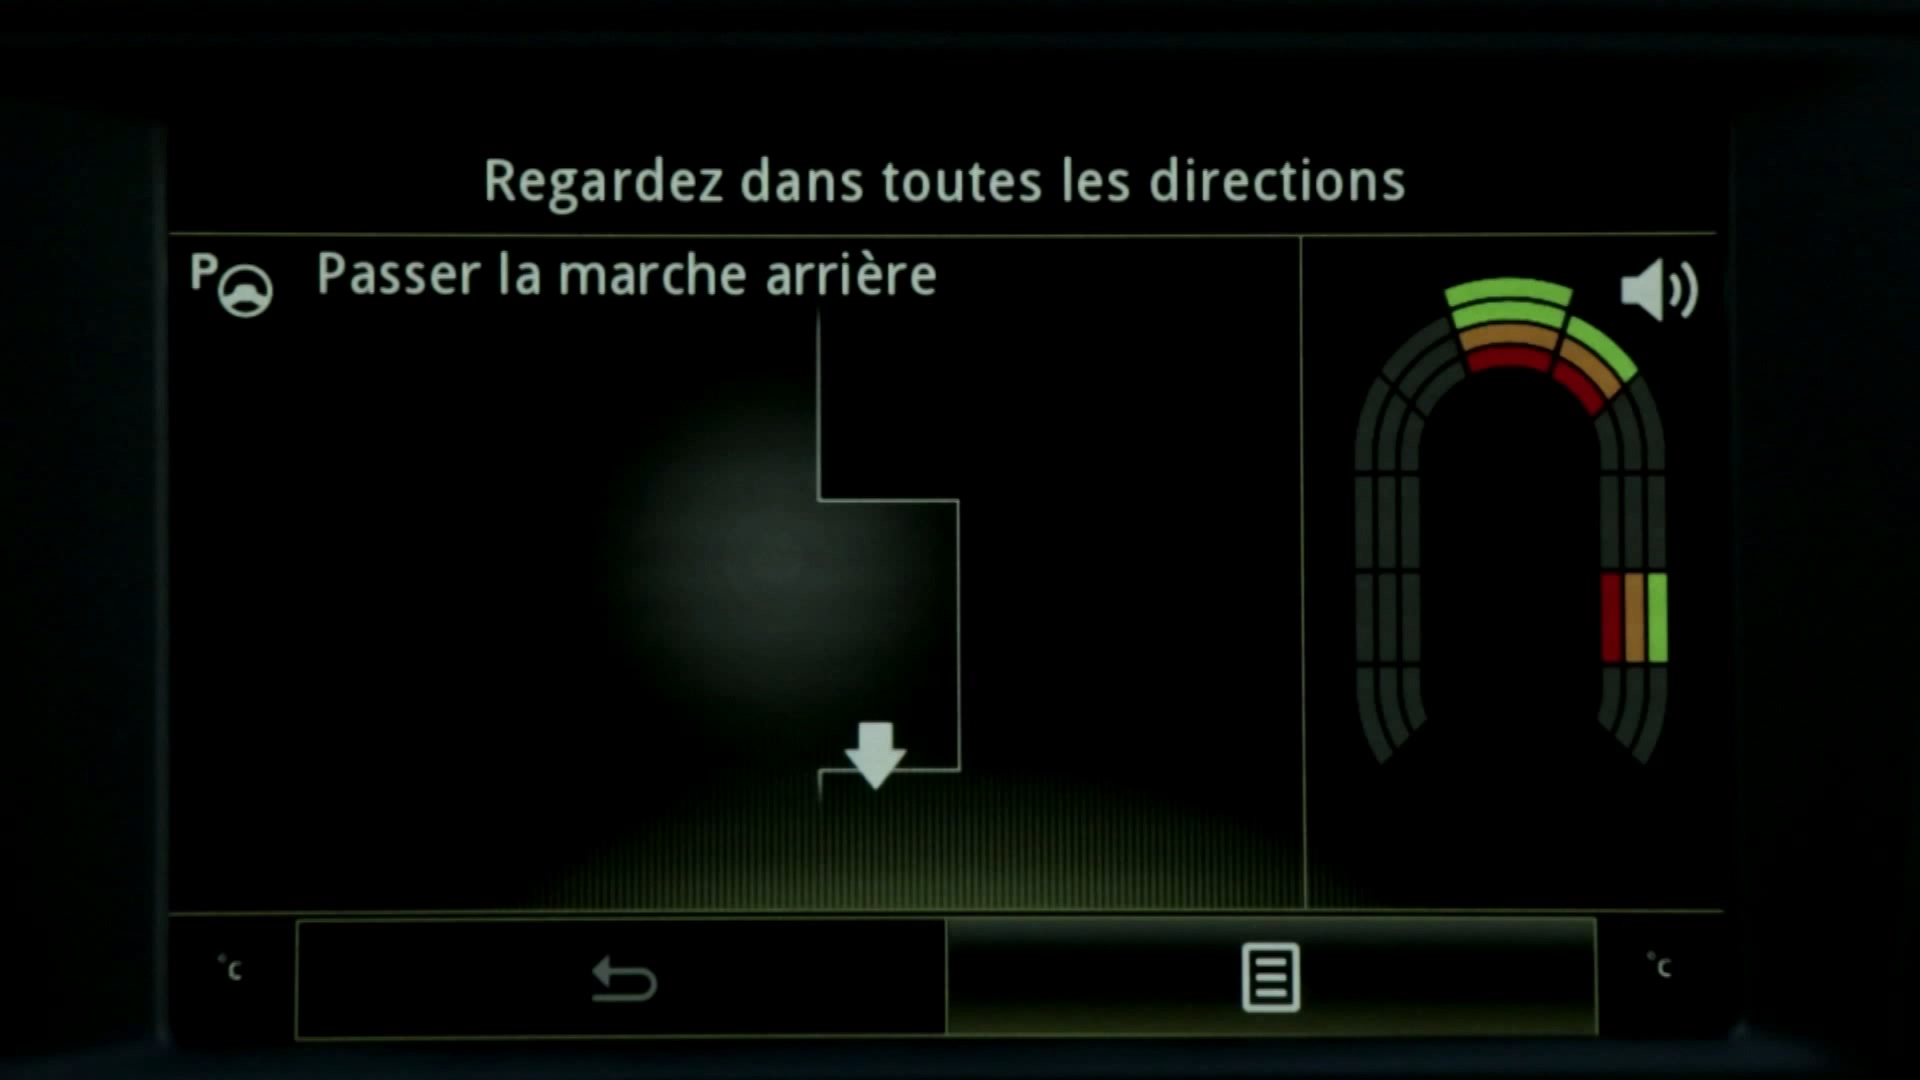 Regardez dans toutes les directions
P Passer la marche arrière
°C °C